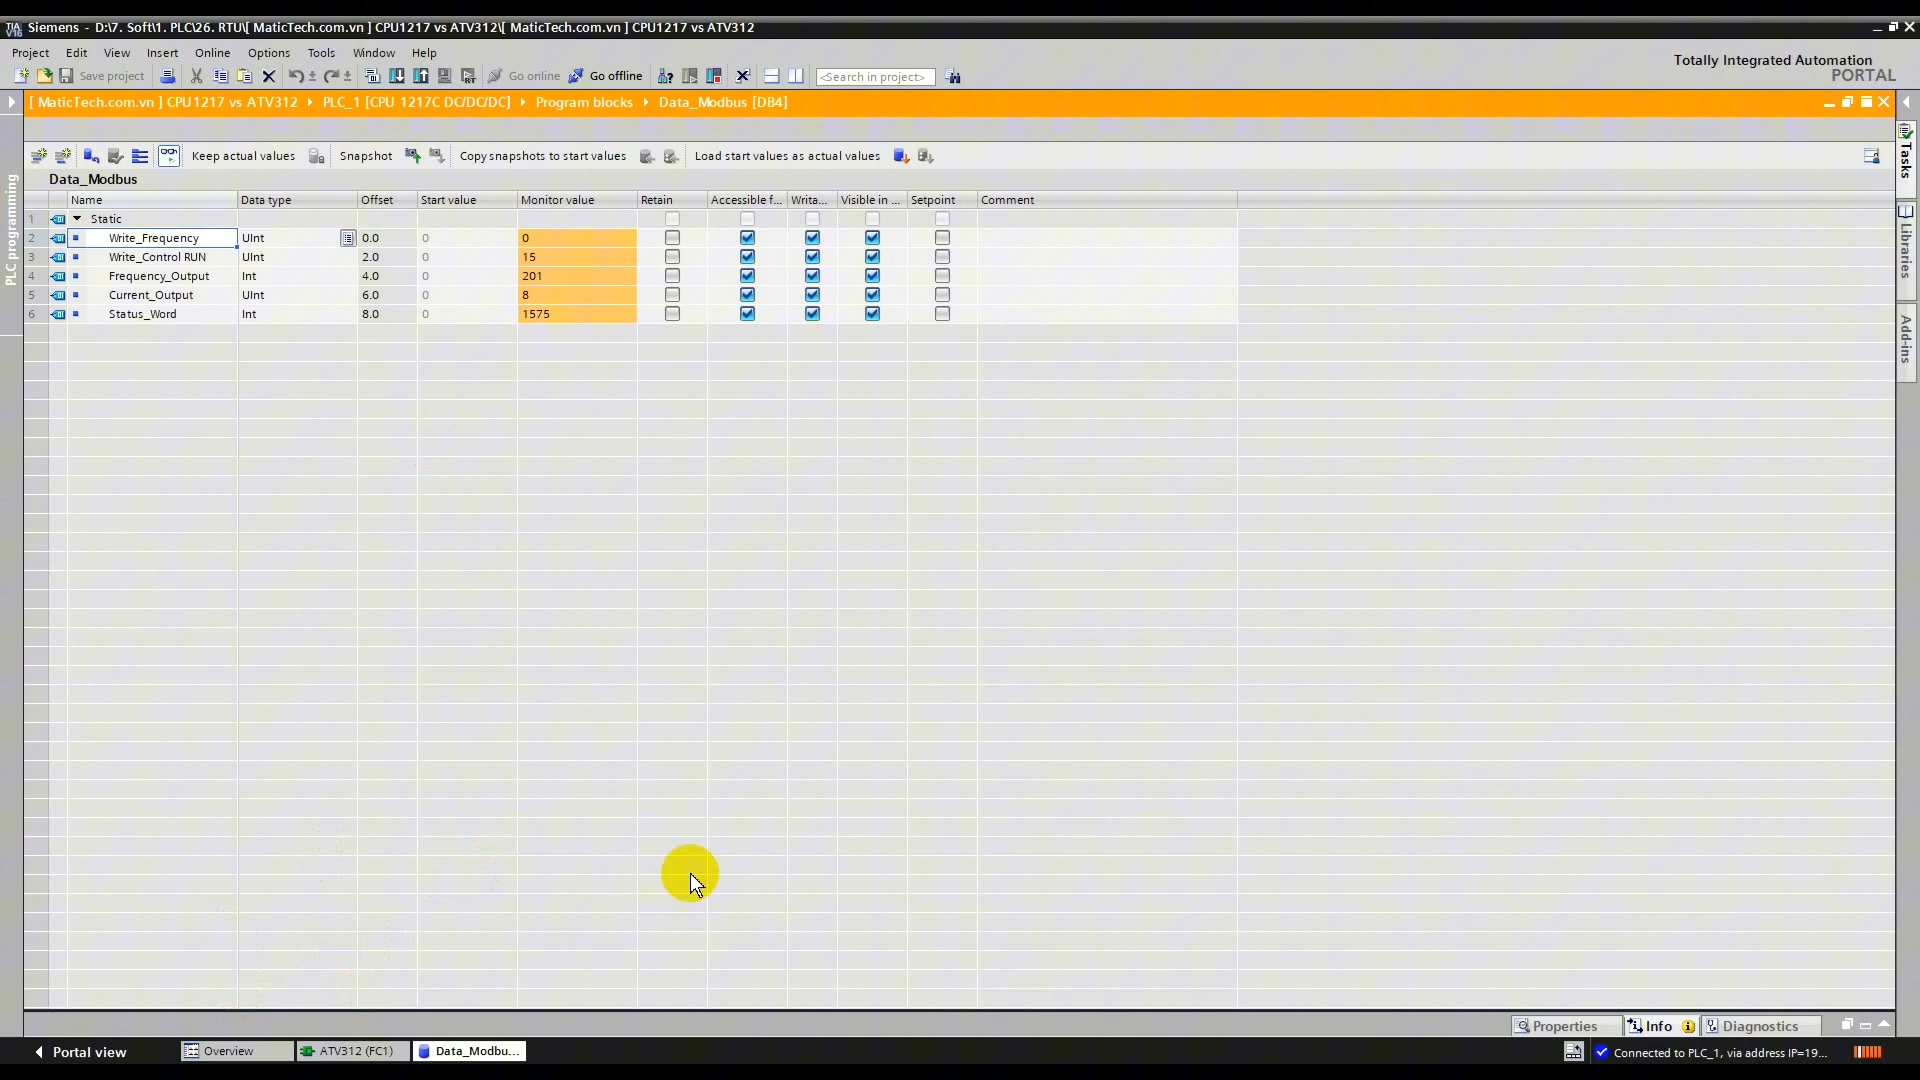 Siemens - D:\7. Soft\1. PLC\26. RTU\[ MaticTech.com.vn ] CPU1217 vs ATV312\[ MaticTech.com.vn ] CPU1217 vs ATV312
Project Edit View Insert Online Options Tools Window Help
Totally Integrated Automation
PORTAL
Save project Go online Go offline <Search in project>
[ MaticTech.com.vn ] CPU1217 vs ATV312 PLC_1 [CPU 1217C DC/DC/DC] Program blocks Data_Modbus [DB4]
Keep actual values Snapshot Copy snapshots to start values Load start values as actual values
Data_Modbus
Name Data type Offset Start value Monitor value Retain Accessible f... Writa... Visible in ... Setpoint Comment
1 Static
2 Write_Frequency UInt 0.0 0 0
3 Write_Control RUN UInt 2.0 0 15
4 Frequency_Output Int 4.0 0 201
5 Current_Output UInt 6.0 0 8
6 Status_Word Int 8.0 0 1575
PLC programming
Tasks
Libraries
Add-ins
Properties Info Diagnostics
Portal view Overview ATV312 (FC1) Data_Modbu... Connected to PLC_1, via address IP=19...